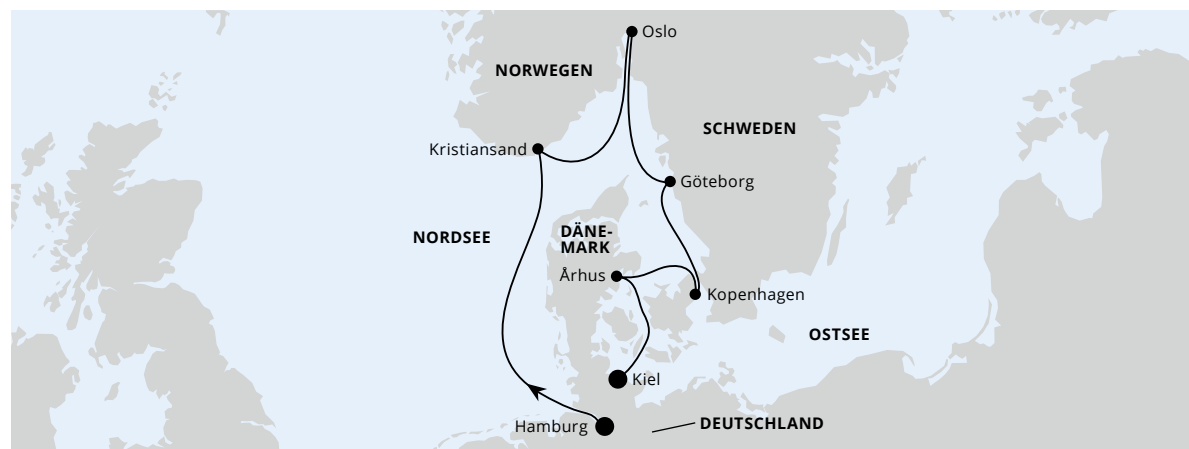 Oslo
NORWEGEN
SCHWEDEN
Kristiansand
Göteborg
NORDSEE
DÄNE-
MARK
Århus
Kopenhagen
OSTSEE
Kiel
Hamburg
DEUTSCHLAND